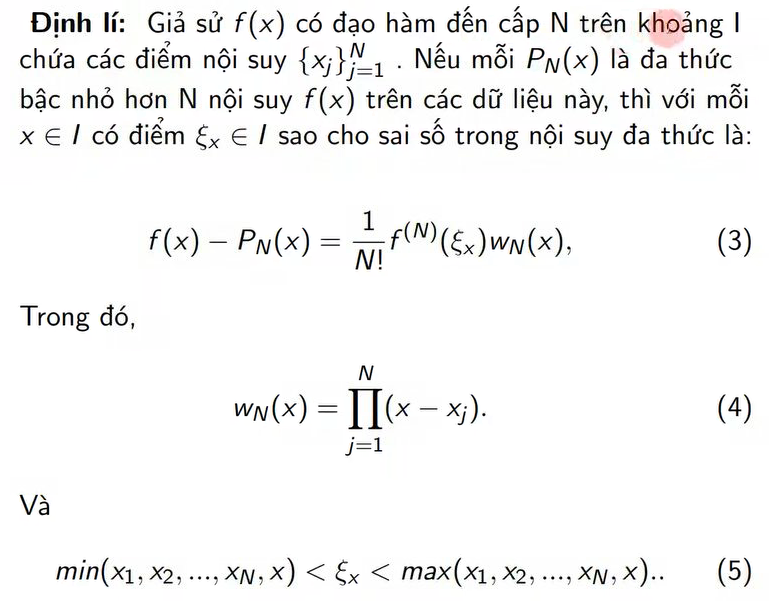 Định lí: Giả sử f(x) có đạo hàm đến cấp N trên khoảng I
chứa các điểm nội suy {x_j}_{j=1}^N . Nếu mỗi P_N(x) là đa thức
bậc nhỏ hơn N nội suy f(x) trên các dữ liệu này, thì với mỗi
x ∈ I có điểm ξ_x ∈ I sao cho sai số trong nội suy đa thức là:
f(x) − P_N(x) = \frac{1}{N!} f^{(N)}(ξ_x)w_N(x), (3)
Trong đó,
w_N(x) = \prod_{j=1}^{N}(x − x_j). (4)
Và
min(x_1, x_2, ..., x_N, x) < ξ_x < max(x_1, x_2, ..., x_N, x).. (5)